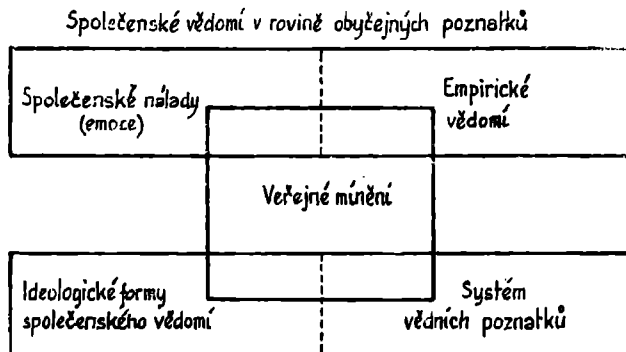 Společenské vědomí v rovině obyčejných poznatků
Společenské nálady
(emoce)
Empirické
vědomí
Veřejné mínění
Ideologické formy
společenského vědomí
Systém
vědních poznatků